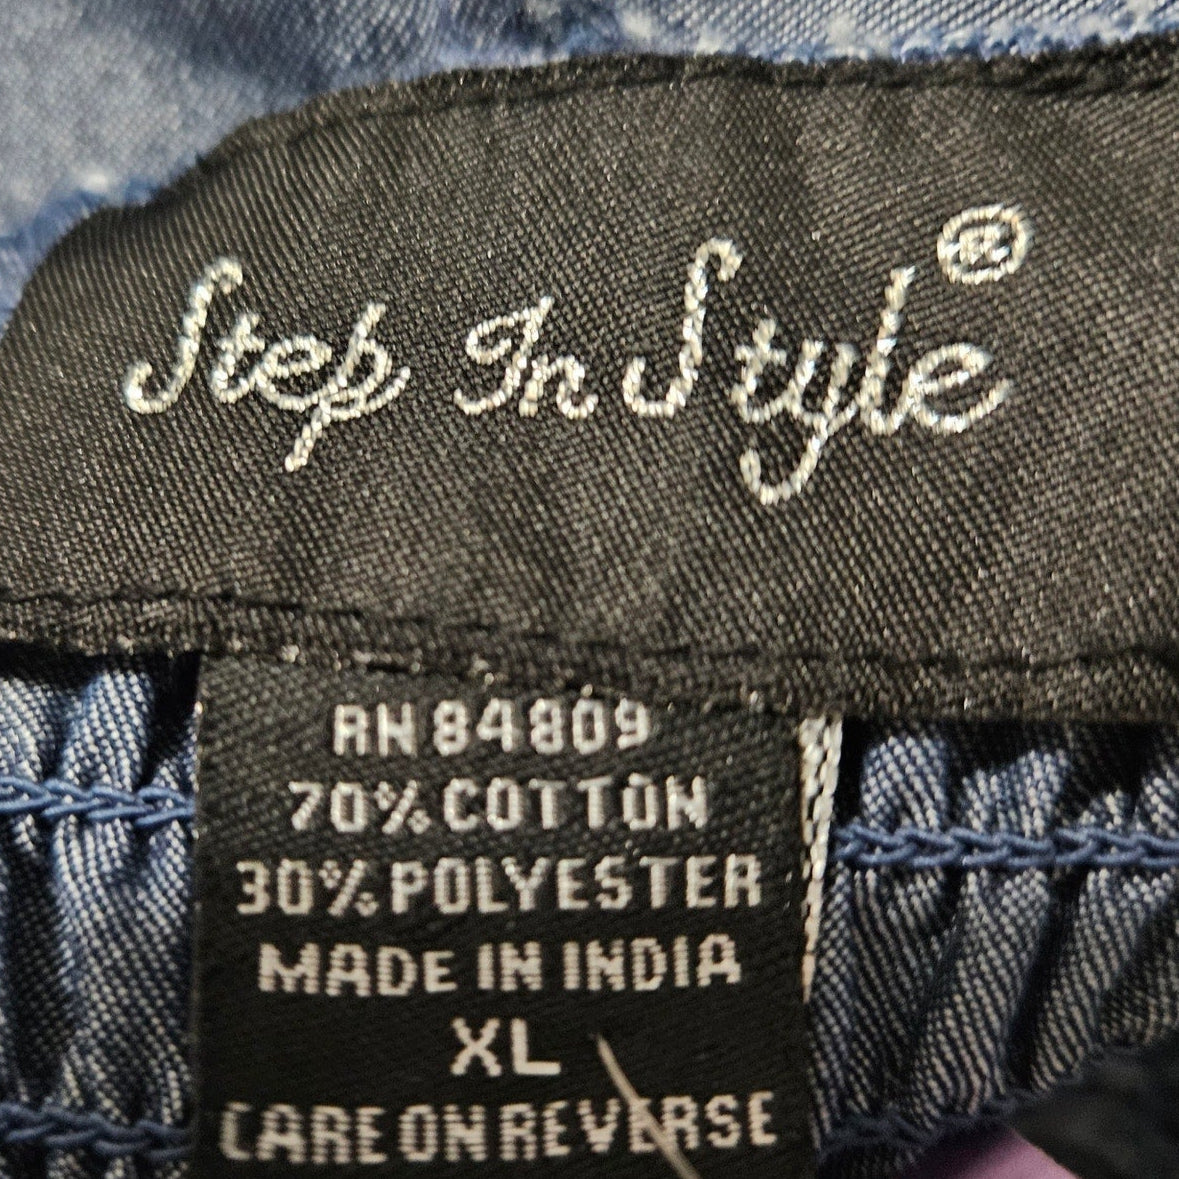 Step In Style®
RN 84809
70% COTTON
30% POLYESTER
MADE IN INDIA
XL
CARE ON REVERSE